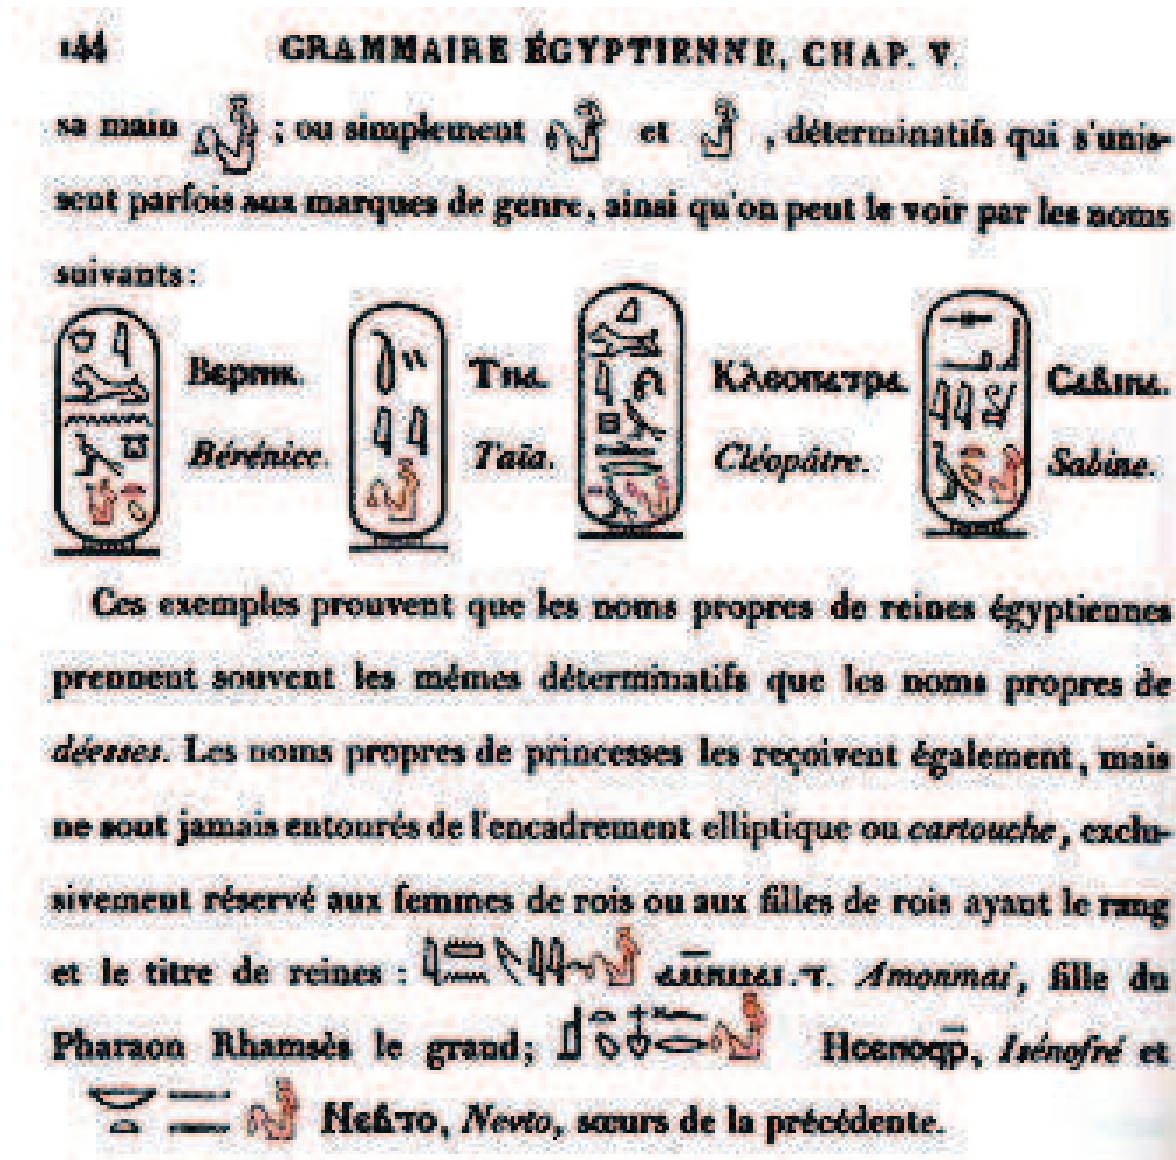 144 GRAMMAIRE ÉGYPTIENNE, CHAP. V.
sa main ; ou simplement et , déterminatifs qui s'unis-
sent parfois aux marques de genre, ainsi qu'on peut le voir par les noms
suivants:
Ⲃⲉⲣⲛⲓⲕ. Ⲧⲏⲁ. Ⲕⲗⲉⲟⲡⲁⲧⲣⲁ Ⲥⲁⲃⲓⲛⲁ.
Bérénice. Taïa. Cléopâtre. Sabine.
Ces exemples prouvent que les noms propres de reines égyptiennes
prennent souvent les mêmes déterminatifs que les noms propres de
déesses. Les noms propres de princesses les reçoivent également, mais
ne sont jamais entourés de l'encadrement elliptique ou cartouche, exclu-
sivement réservé aux femmes de rois ou aux filles de rois ayant le rang
et le titre de reines : Amonmai, fille du
Pharaon Rhamsès le grand; Isénofré et
Ⲛⲉⲃⲧⲟ, Nevto, sœurs de la précédente.